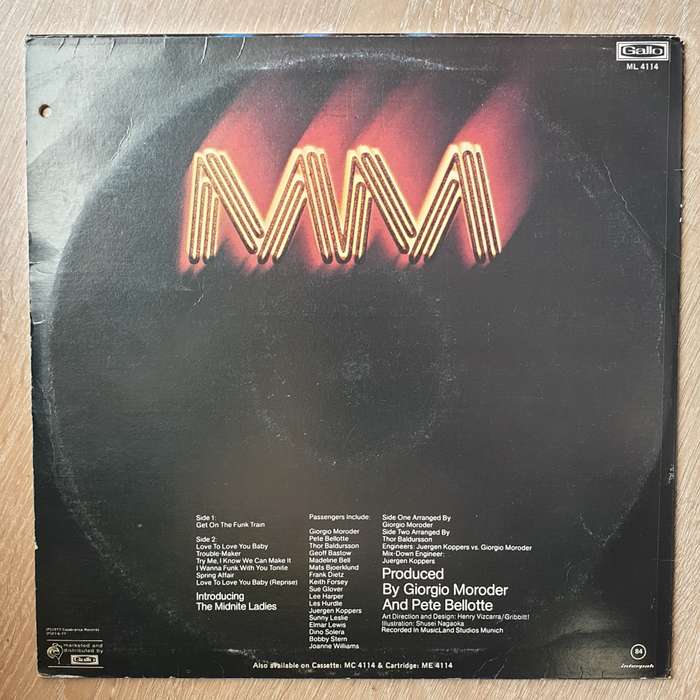 Gallo
ML 4114
MM
Side 1:
Get On The Funk Train
Side 2:
Love To Love You Baby
Trouble-Maker
Try Me, I Know We Can Make It
I Wanna Funk With You Tonite
Spring Affair
Love To Love You Baby (Reprise)
Introducing
The Midnite Ladies
Passengers Include:
Giorgio Moroder
Pete Bellotte
Thor Baldursson
Geoff Bastow
Madeline Bell
Mats Bjoerklund
Frank Dietz
Keith Forsey
Sue Glover
Lee Harper
Les Hurdle
Juergen Koppers
Sunny Leslie
Elmar Lewis
Dino Solera
Bobby Stern
Joanne Williams
Side One Arranged By
Giorgio Moroder
Side Two Arranged By
Thor Baldursson
Engineers: Juergen Koppers vs. Giorgio Moroder
Mix-Down Engineer:
Juergen Koppers
Produced
By Giorgio Moroder
And Pete Bellotte
Art Direction and Design: Henry Vizcarra/Gribbitt!
Illustration: Shusei Nagaoka
Recorded in MusicLand Studios Munich
(P)1977 Casablanca Records
marketed and
distributed by
Gallo
Also available on Cassette: MC 4114 & Cartridge: ME 4114
84
interpak